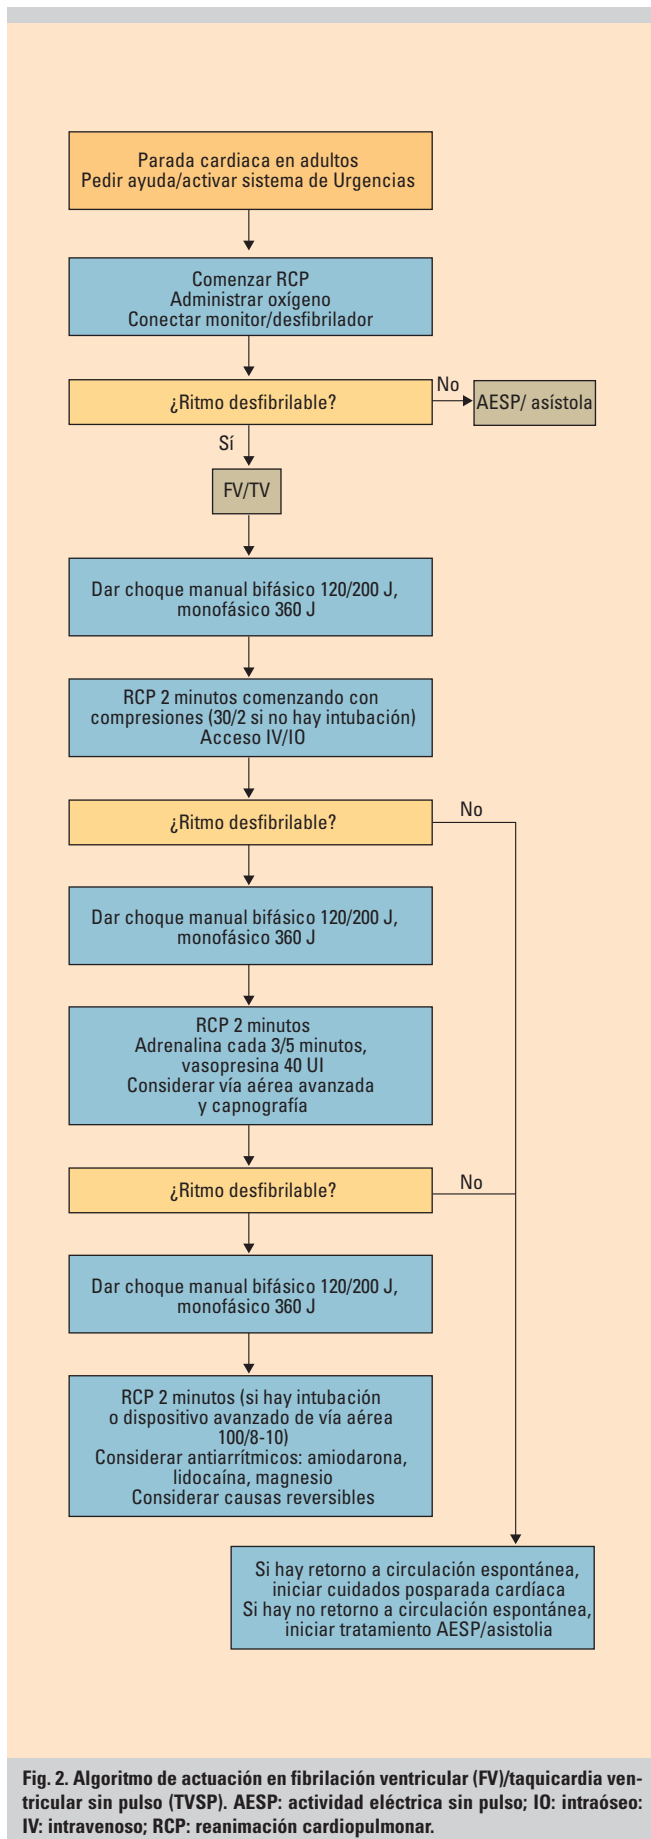 Parada cardiaca en adultos
Pedir ayuda/activar sistema de Urgencias
Comenzar RCP
Administrar oxígeno
Conectar monitor/desfibrilador
¿Ritmo desfibrilable?
No
AESP/ asístola
Sí
FV/TV
Dar choque manual bifásico 120/200 J,
monofásico 360 J
RCP 2 minutos comenzando con
compresiones (30/2 si no hay intubación)
Acceso IV/IO
¿Ritmo desfibrilable?
No
Dar choque manual bifásico 120/200 J,
monofásico 360 J
RCP 2 minutos
Adrenalina cada 3/5 minutos,
vasopresina 40 UI
Considerar vía aérea avanzada
y capnografía
¿Ritmo desfibrilable?
No
Dar choque manual bifásico 120/200 J,
monofásico 360 J
RCP 2 minutos (si hay intubación
o dispositivo avanzado de vía aérea
100/8-10)
Considerar antiarrítmicos: amiodarona,
lidocaína, magnesio
Considerar causas reversibles
Si hay retorno a circulación espontánea,
iniciar cuidados posparada cardíaca
Si hay no retorno a circulación espontánea,
iniciar tratamiento AESP/asistolia
Fig. 2. Algoritmo de actuación en fibrilación ventricular (FV)/taquicardia ven-
tricular sin pulso (TVSP). AESP: actividad eléctrica sin pulso; IO: intraóseo:
IV: intravenoso; RCP: reanimación cardiopulmonar.